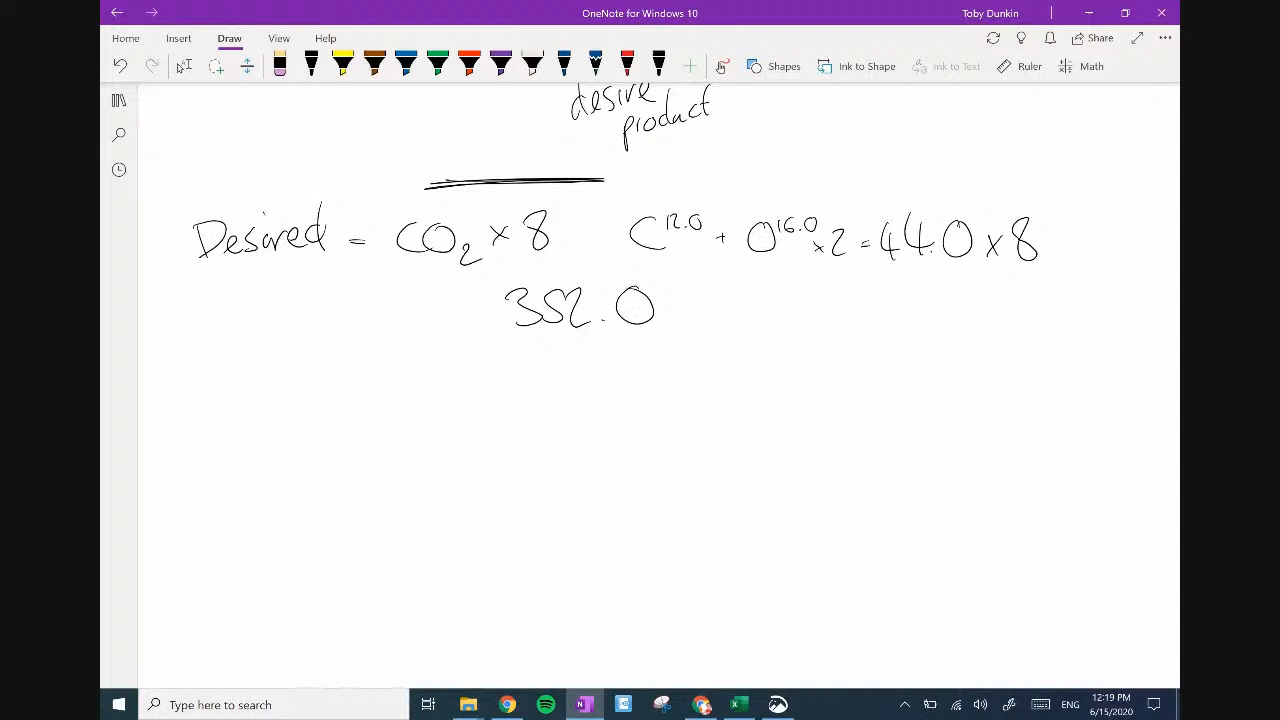 OneNote for Windows 10
Toby Dunkin
Home Insert Draw View Help
Share
Shapes Ink to Shape Ink to Text Ruler Math
desire
product
Desired = CO₂ × 8 C 12.0 + O 16.0 × 2 = 44.0 × 8
352.0
Type here to search
ENG
12:19 PM
6/15/2020